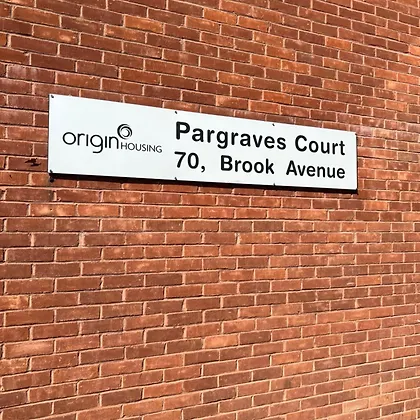 origin HOUSING
Pargraves Court
70, Brook Avenue